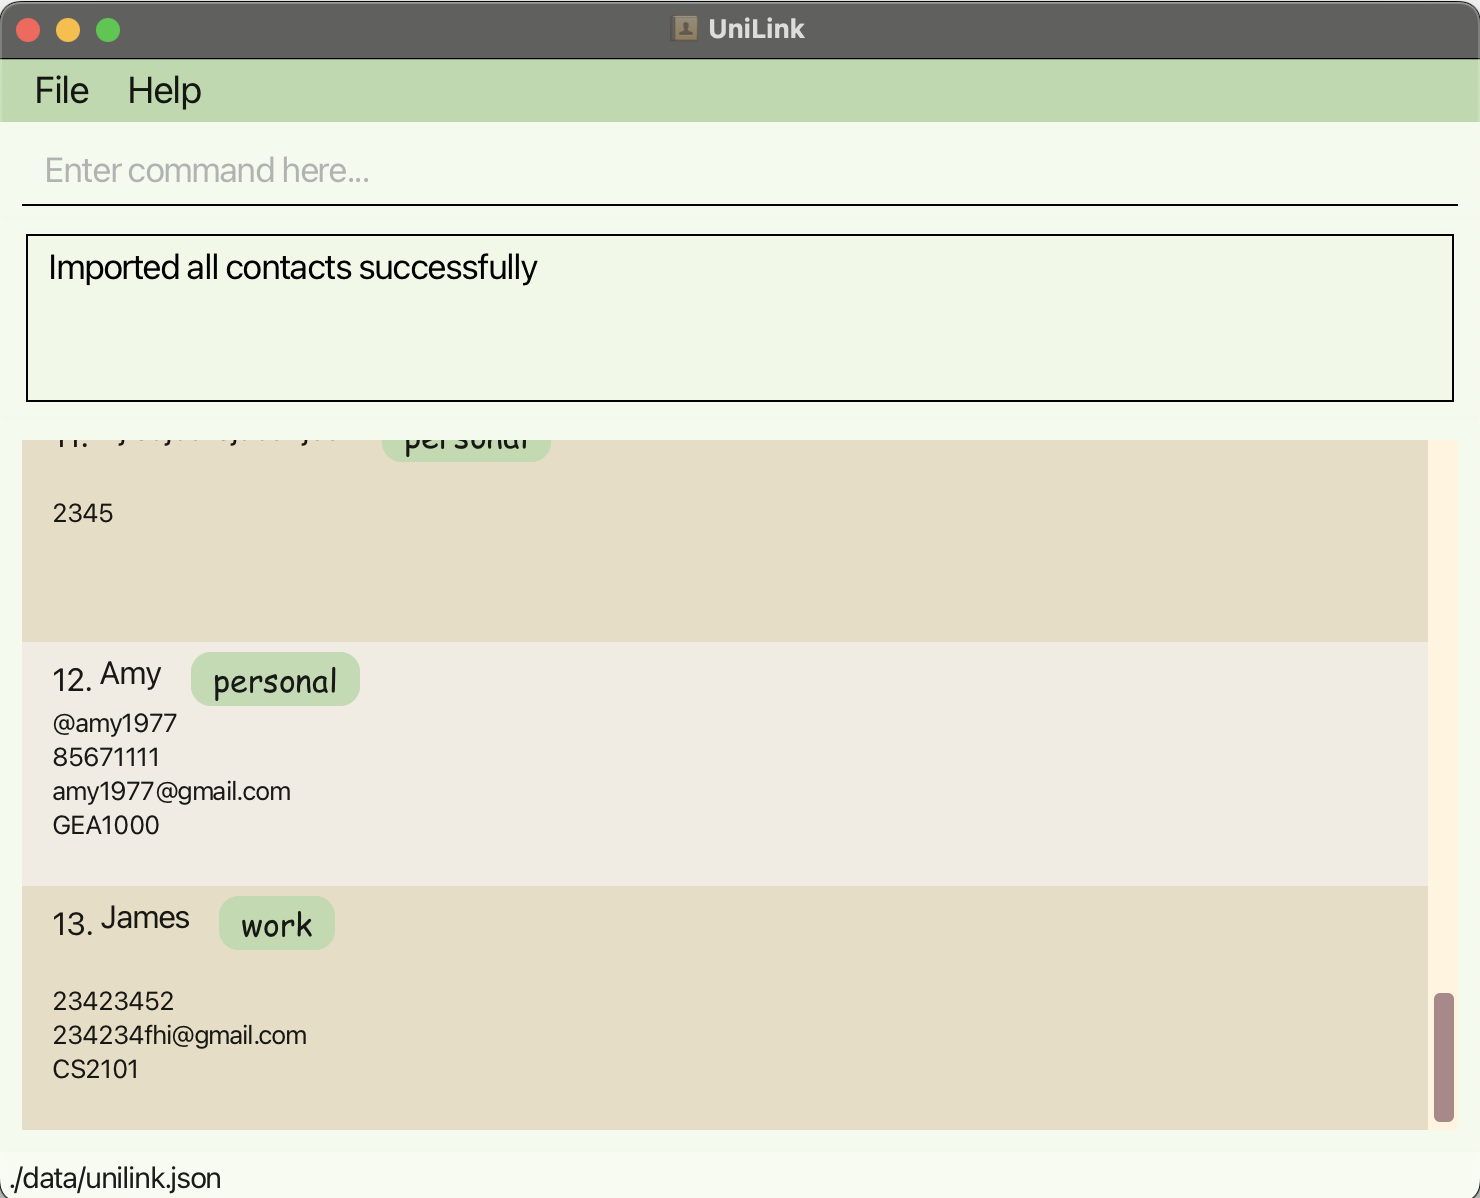 UniLink
File Help
Enter command here...
Imported all contacts successfully
11. personal
2345
12. Amy personal
@amy1977
85671111
amy1977@gmail.com
GEA1000
13. James work
23423452
234234fhi@gmail.com
CS2101
./data/unilink.json